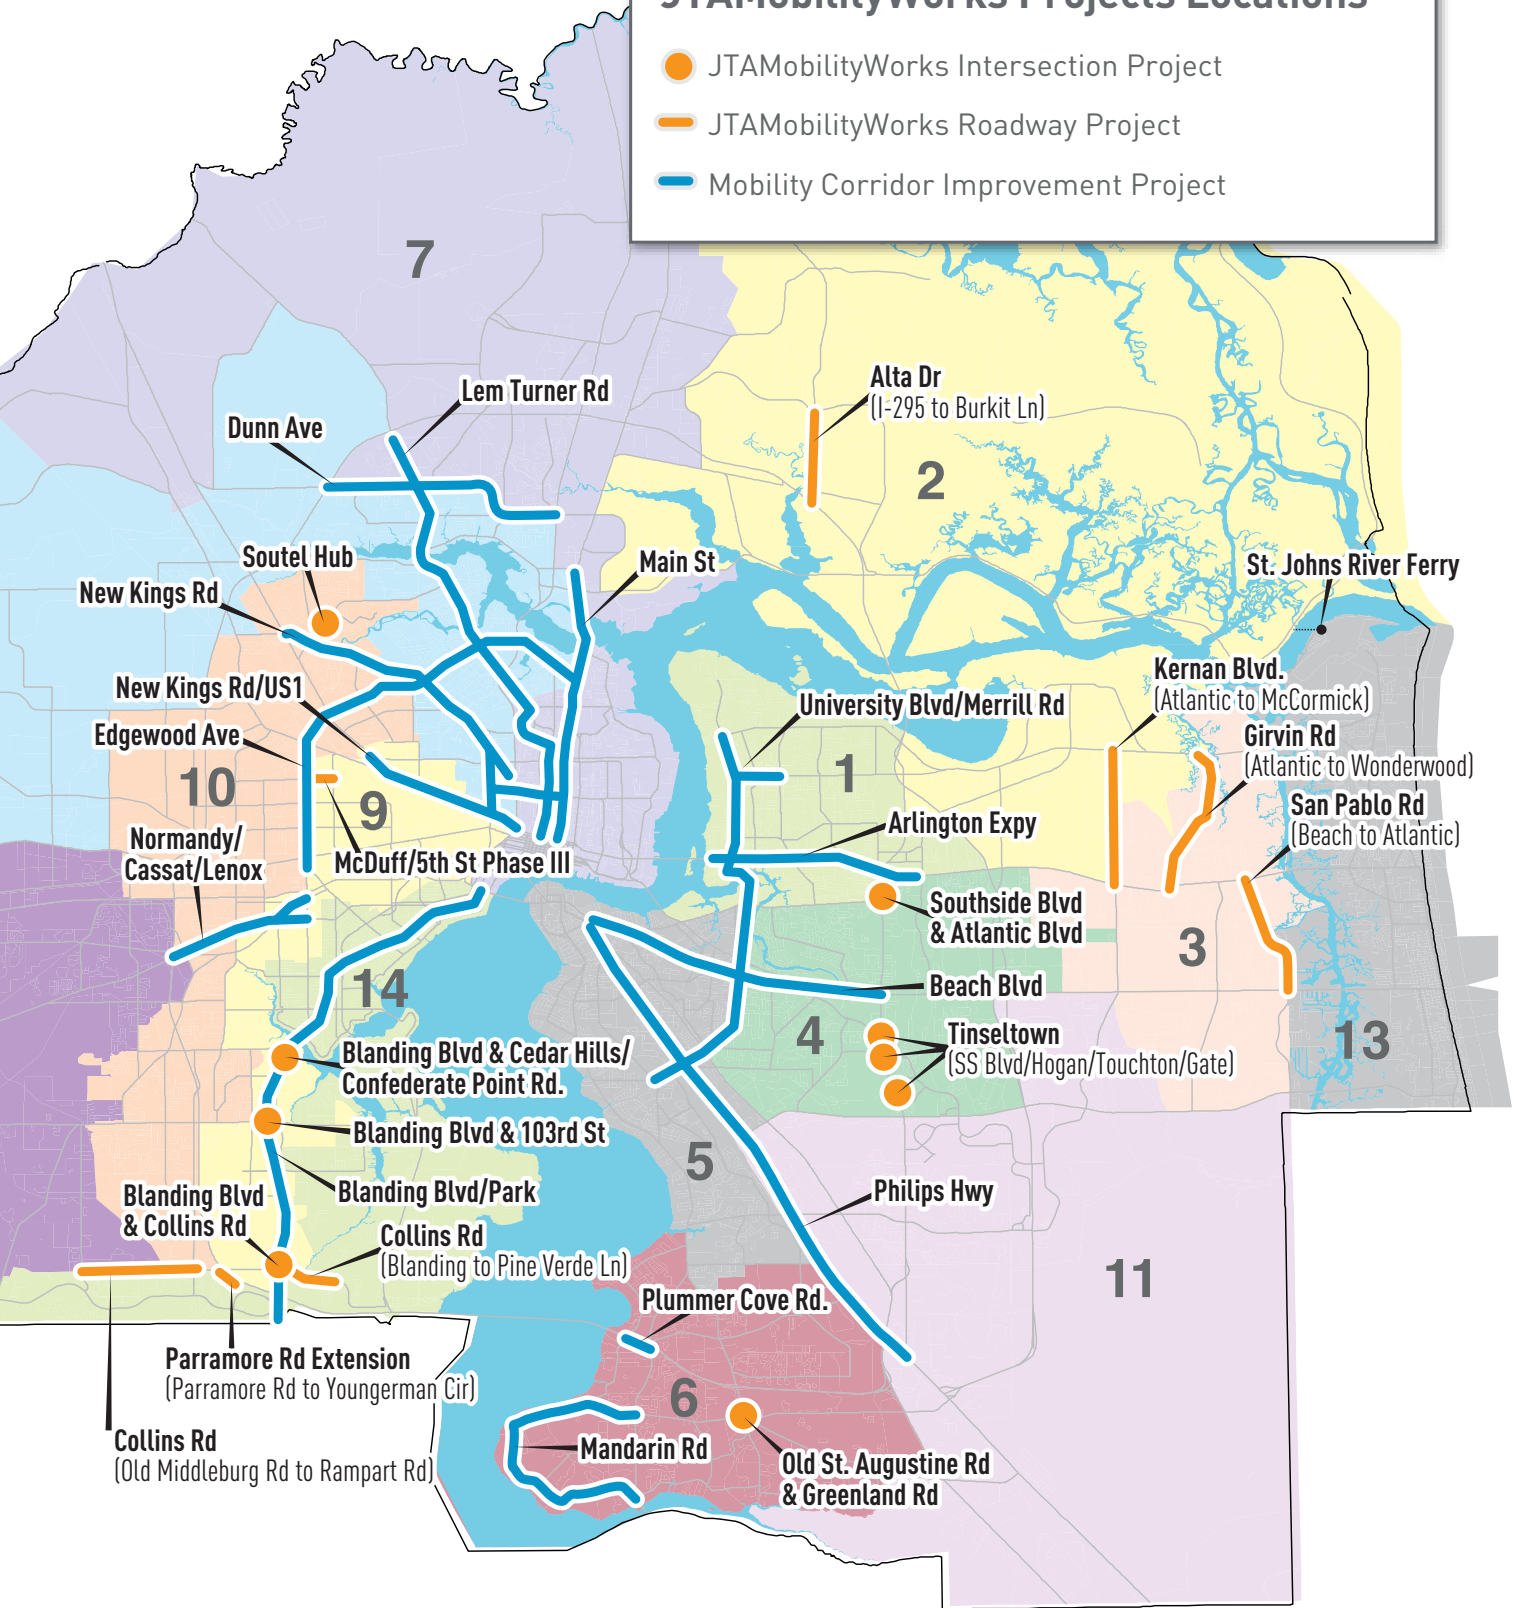 JTAMobilityWorks Projects Locations
JTAMobilityWorks Intersection Project
JTAMobilityWorks Roadway Project
Mobility Corridor Improvement Project
7
Lem Turner Rd
Dunn Ave
Alta Dr
(I-295 to Burkit Ln)
2
Soutel Hub
New Kings Rd
Main St
St. Johns River Ferry
New Kings Rd/US1
Edgewood Ave
University Blvd/Merrill Rd
Kernan Blvd.
(Atlantic to McCormick)
Girvin Rd
(Atlantic to Wonderwood)
San Pablo Rd
(Beach to Atlantic)
10
9
1
Normandy/
Cassat/Lenox
McDuff/5th St Phase III
Arlington Expy
Southside Blvd
& Atlantic Blvd
3
14
Beach Blvd
4
13
Tinseltown
(SS Blvd/Hogan/Touchton/Gate)
Blanding Blvd & Cedar Hills/
Confederate Point Rd.
Blanding Blvd & 103rd St
5
Blanding Blvd/Park
Philips Hwy
Blanding Blvd
& Collins Rd
Collins Rd
(Blanding to Pine Verde Ln)
11
Plummer Cove Rd.
Parramore Rd Extension
(Parramore Rd to Youngerman Cir)
6
Collins Rd
(Old Middleburg Rd to Rampart Rd)
Mandarin Rd
Old St. Augustine Rd
& Greenland Rd